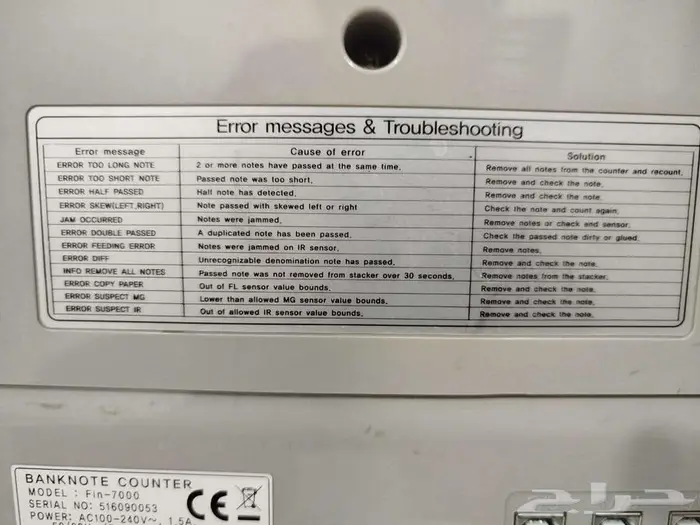 Error messages & Troubleshooting
Error message Cause of error Solution
ERROR TOO LONG NOTE 2 or more notes have passed at the same time. Remove all notes from the counter and recount.
ERROR TOO SHORT NOTE Passed note was too short. Remove and check the note.
ERROR HALF PASSED Half note has detected. Remove and check the note.
ERROR SKEW(LEFT,RIGHT) Note passed with skewed left or right Check the note and count again.
JAM OCCURRED Notes were jammed. Remove notes or check and sensor.
ERROR DOUBLE PASSED A duplicated note has been passed. Check the passed note dirty or glued.
ERROR FEEDING ERROR Notes were jammed on IR sensor. Remove notes.
ERROR DIFF Unrecognizable denomination note has passed. Remove and check the note.
INFO REMOVE ALL NOTES Passed note was not removed from stacker over 30 seconds. Remove notes from the stacker.
ERROR COPY PAPER Out of FL sensor value bounds. Remove and check the note.
ERROR SUSPECT MG Lower than allowed MG sensor value bounds. Remove and check the note.
ERROR SUSPECT IR Out of allowed IR sensor value bounds. Remove and check the note.
BANKNOTE COUNTER
MODEL : Fin-7000
SERIAL NO: 516090053
POWER: AC100-240V~, 1.5A
CE
حراج